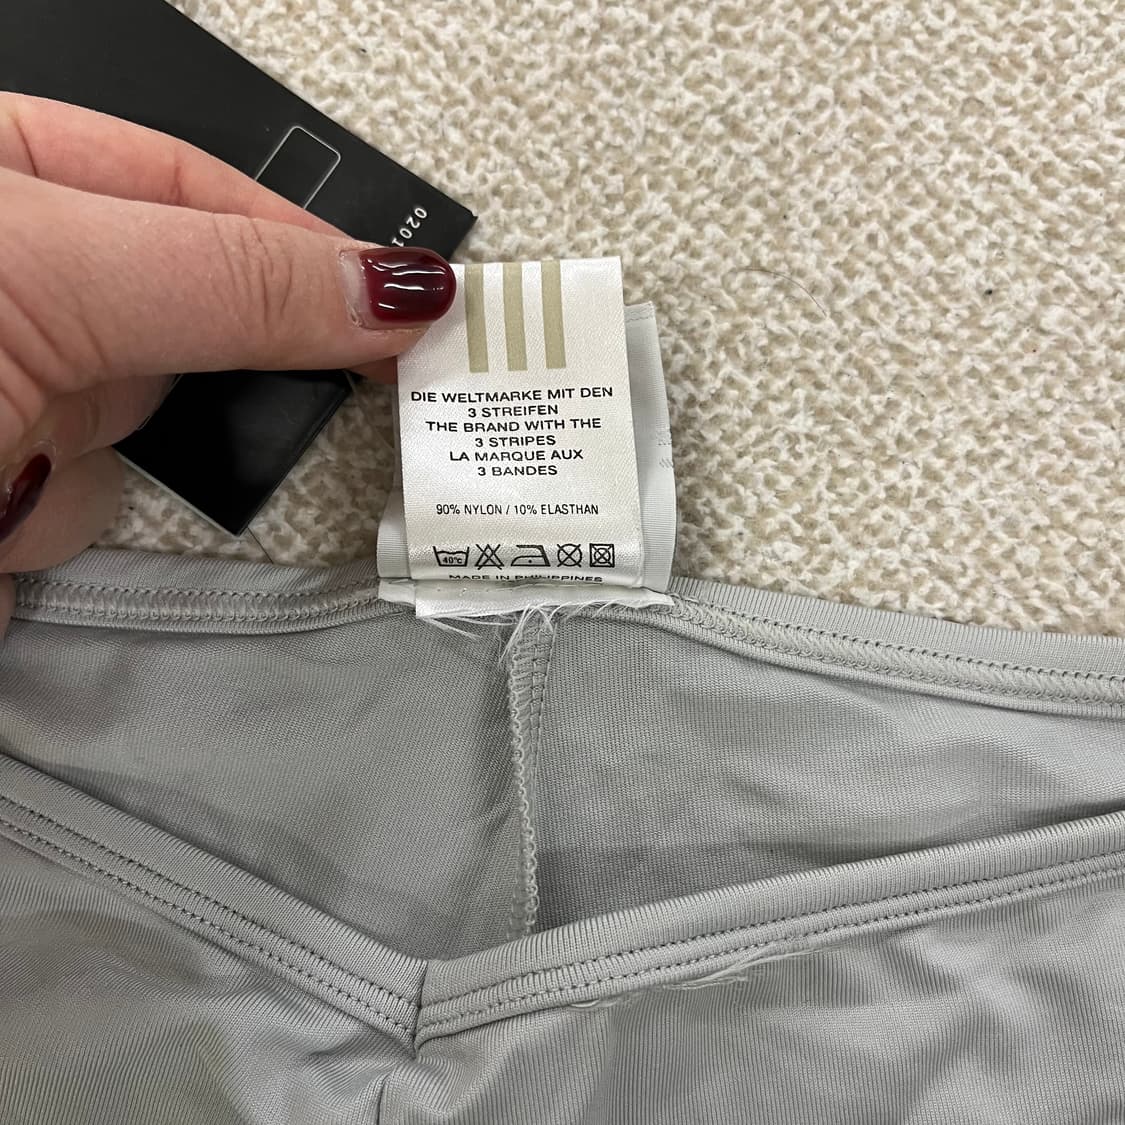 0201
DIE WELTMARKE MIT DEN
3 STREIFEN
THE BRAND WITH THE
3 STRIPES
LA MARQUE AUX
3 BANDES
90% NYLON / 10% ELASTHAN
40°C
MADE IN PHILIPPINES